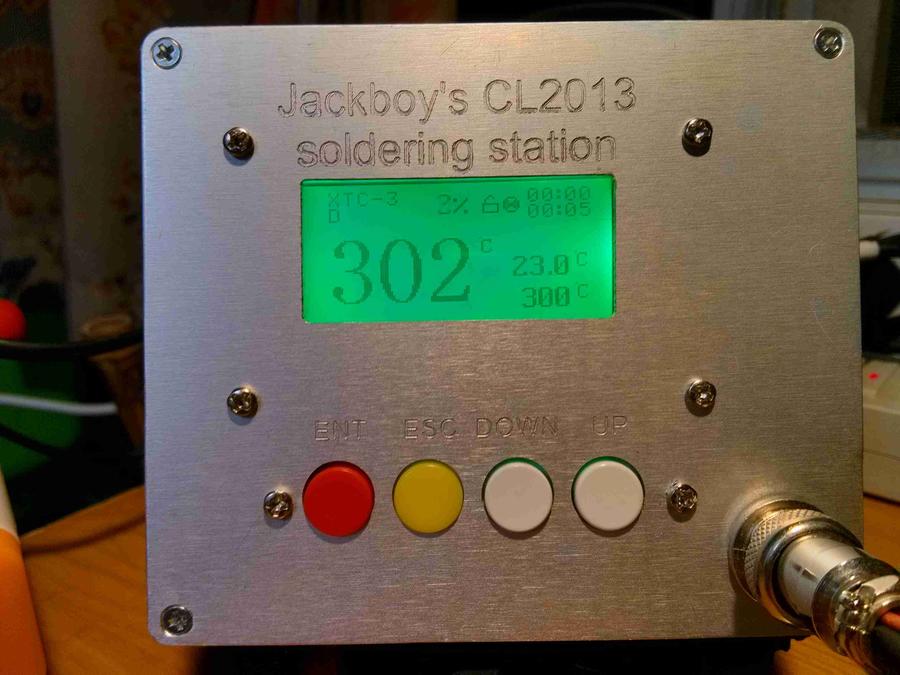 Jackboy's CL2013
soldering station
XTC-3 2% 00:00
D 00:05
302 C 23.0 C
300 C
ENT ESC DOWN UP